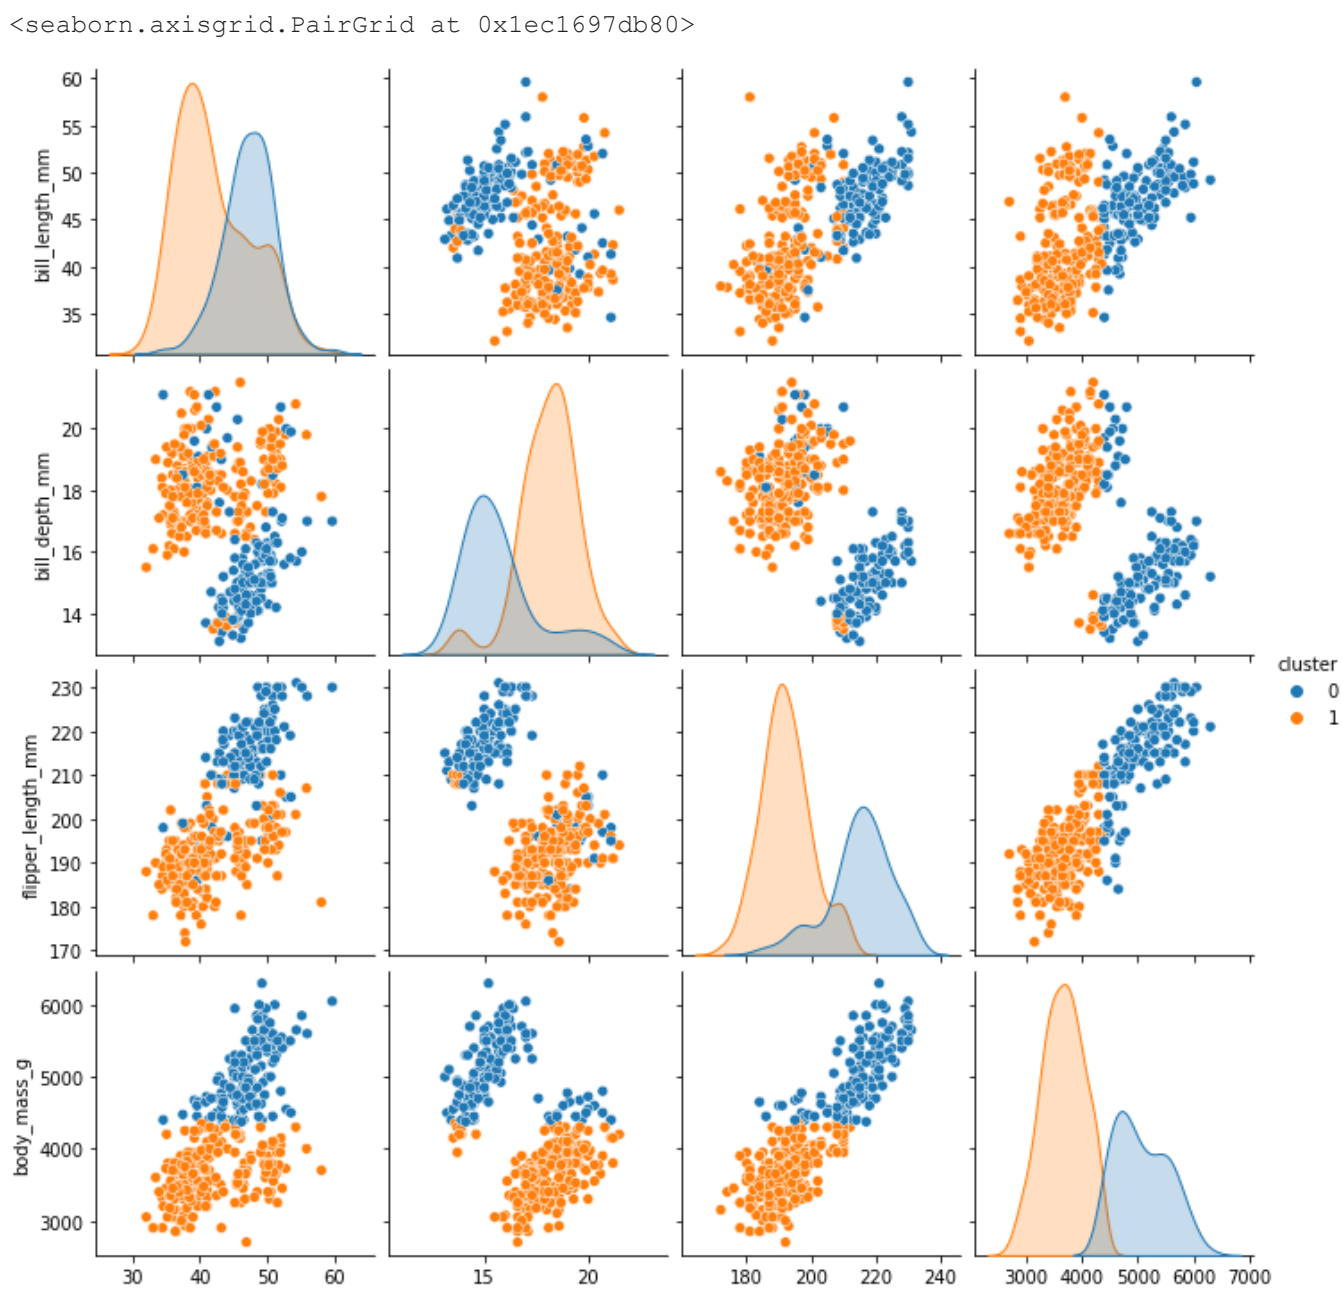 <seaborn.axisgrid.PairGrid at 0x1ec1697db80>
60
55
50
45
40
35
bill_length_mm
20
18
16
14
bill_depth_mm
cluster
0
1
230
220
210
200
190
180
170
flipper_length_mm
6000
5000
4000
3000
body_mass_g
30 40 50 60
15 20
180 200 220 240
3000 4000 5000 6000 7000